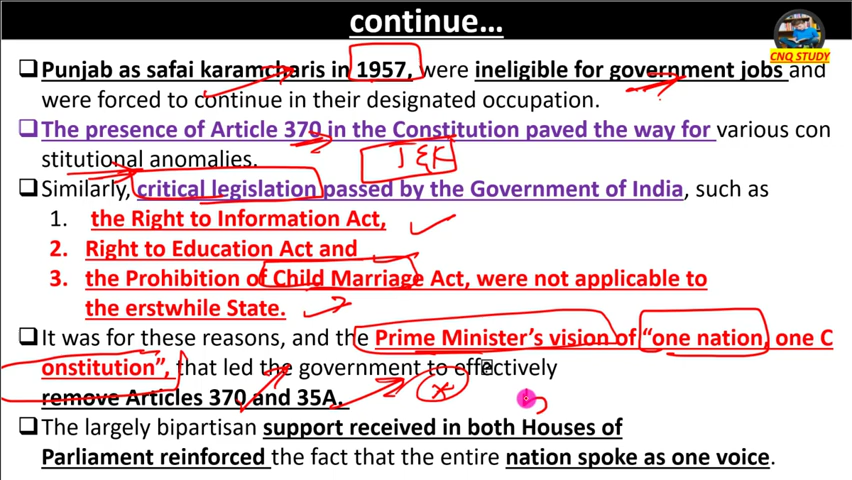 continue…
CNQ STUDY
❑Punjab as safai karamcharis in 1957, were ineligible for government jobs and
were forced to continue in their designated occupation.
❑The presence of Article 370 in the Constitution paved the way for various con
stitutional anomalies.
J &K
❑Similarly, critical legislation passed by the Government of India, such as
1. the Right to Information Act,
2. Right to Education Act and
3. the Prohibition of Child Marriage Act, were not applicable to
the erstwhile State.
❑It was for these reasons, and the Prime Minister’s vision of “one nation, one C
onstitution”, that led the government to effectively
remove Articles 370 and 35A.
❑The largely bipartisan support received in both Houses of
Parliament reinforced the fact that the entire nation spoke as one voice.